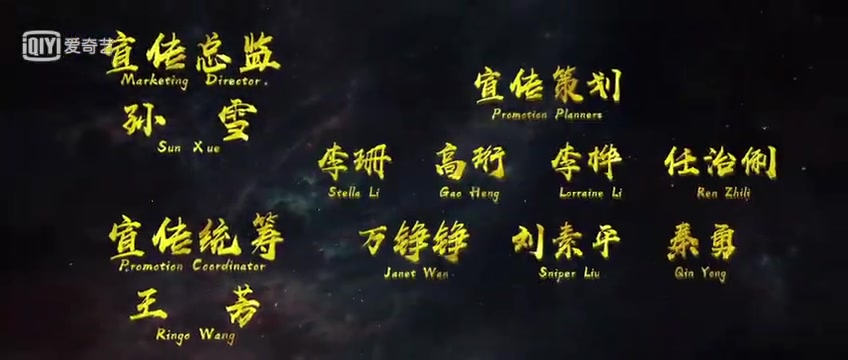 iQIYI 爱奇艺
宣传总监
Marketing Director
孙 雪
Sun Xue
宣传策划
Promotion Planners
李珊 高珩 李桦 任治俐
Stella Li Gao Heng Lorraine Li Ren Zhili
宣传统筹
Promotion Coordinator
王 芳
Ringo Wang
万铮铮 刘素平 秦勇
Janet Wan Sniper Liu Qin Yong